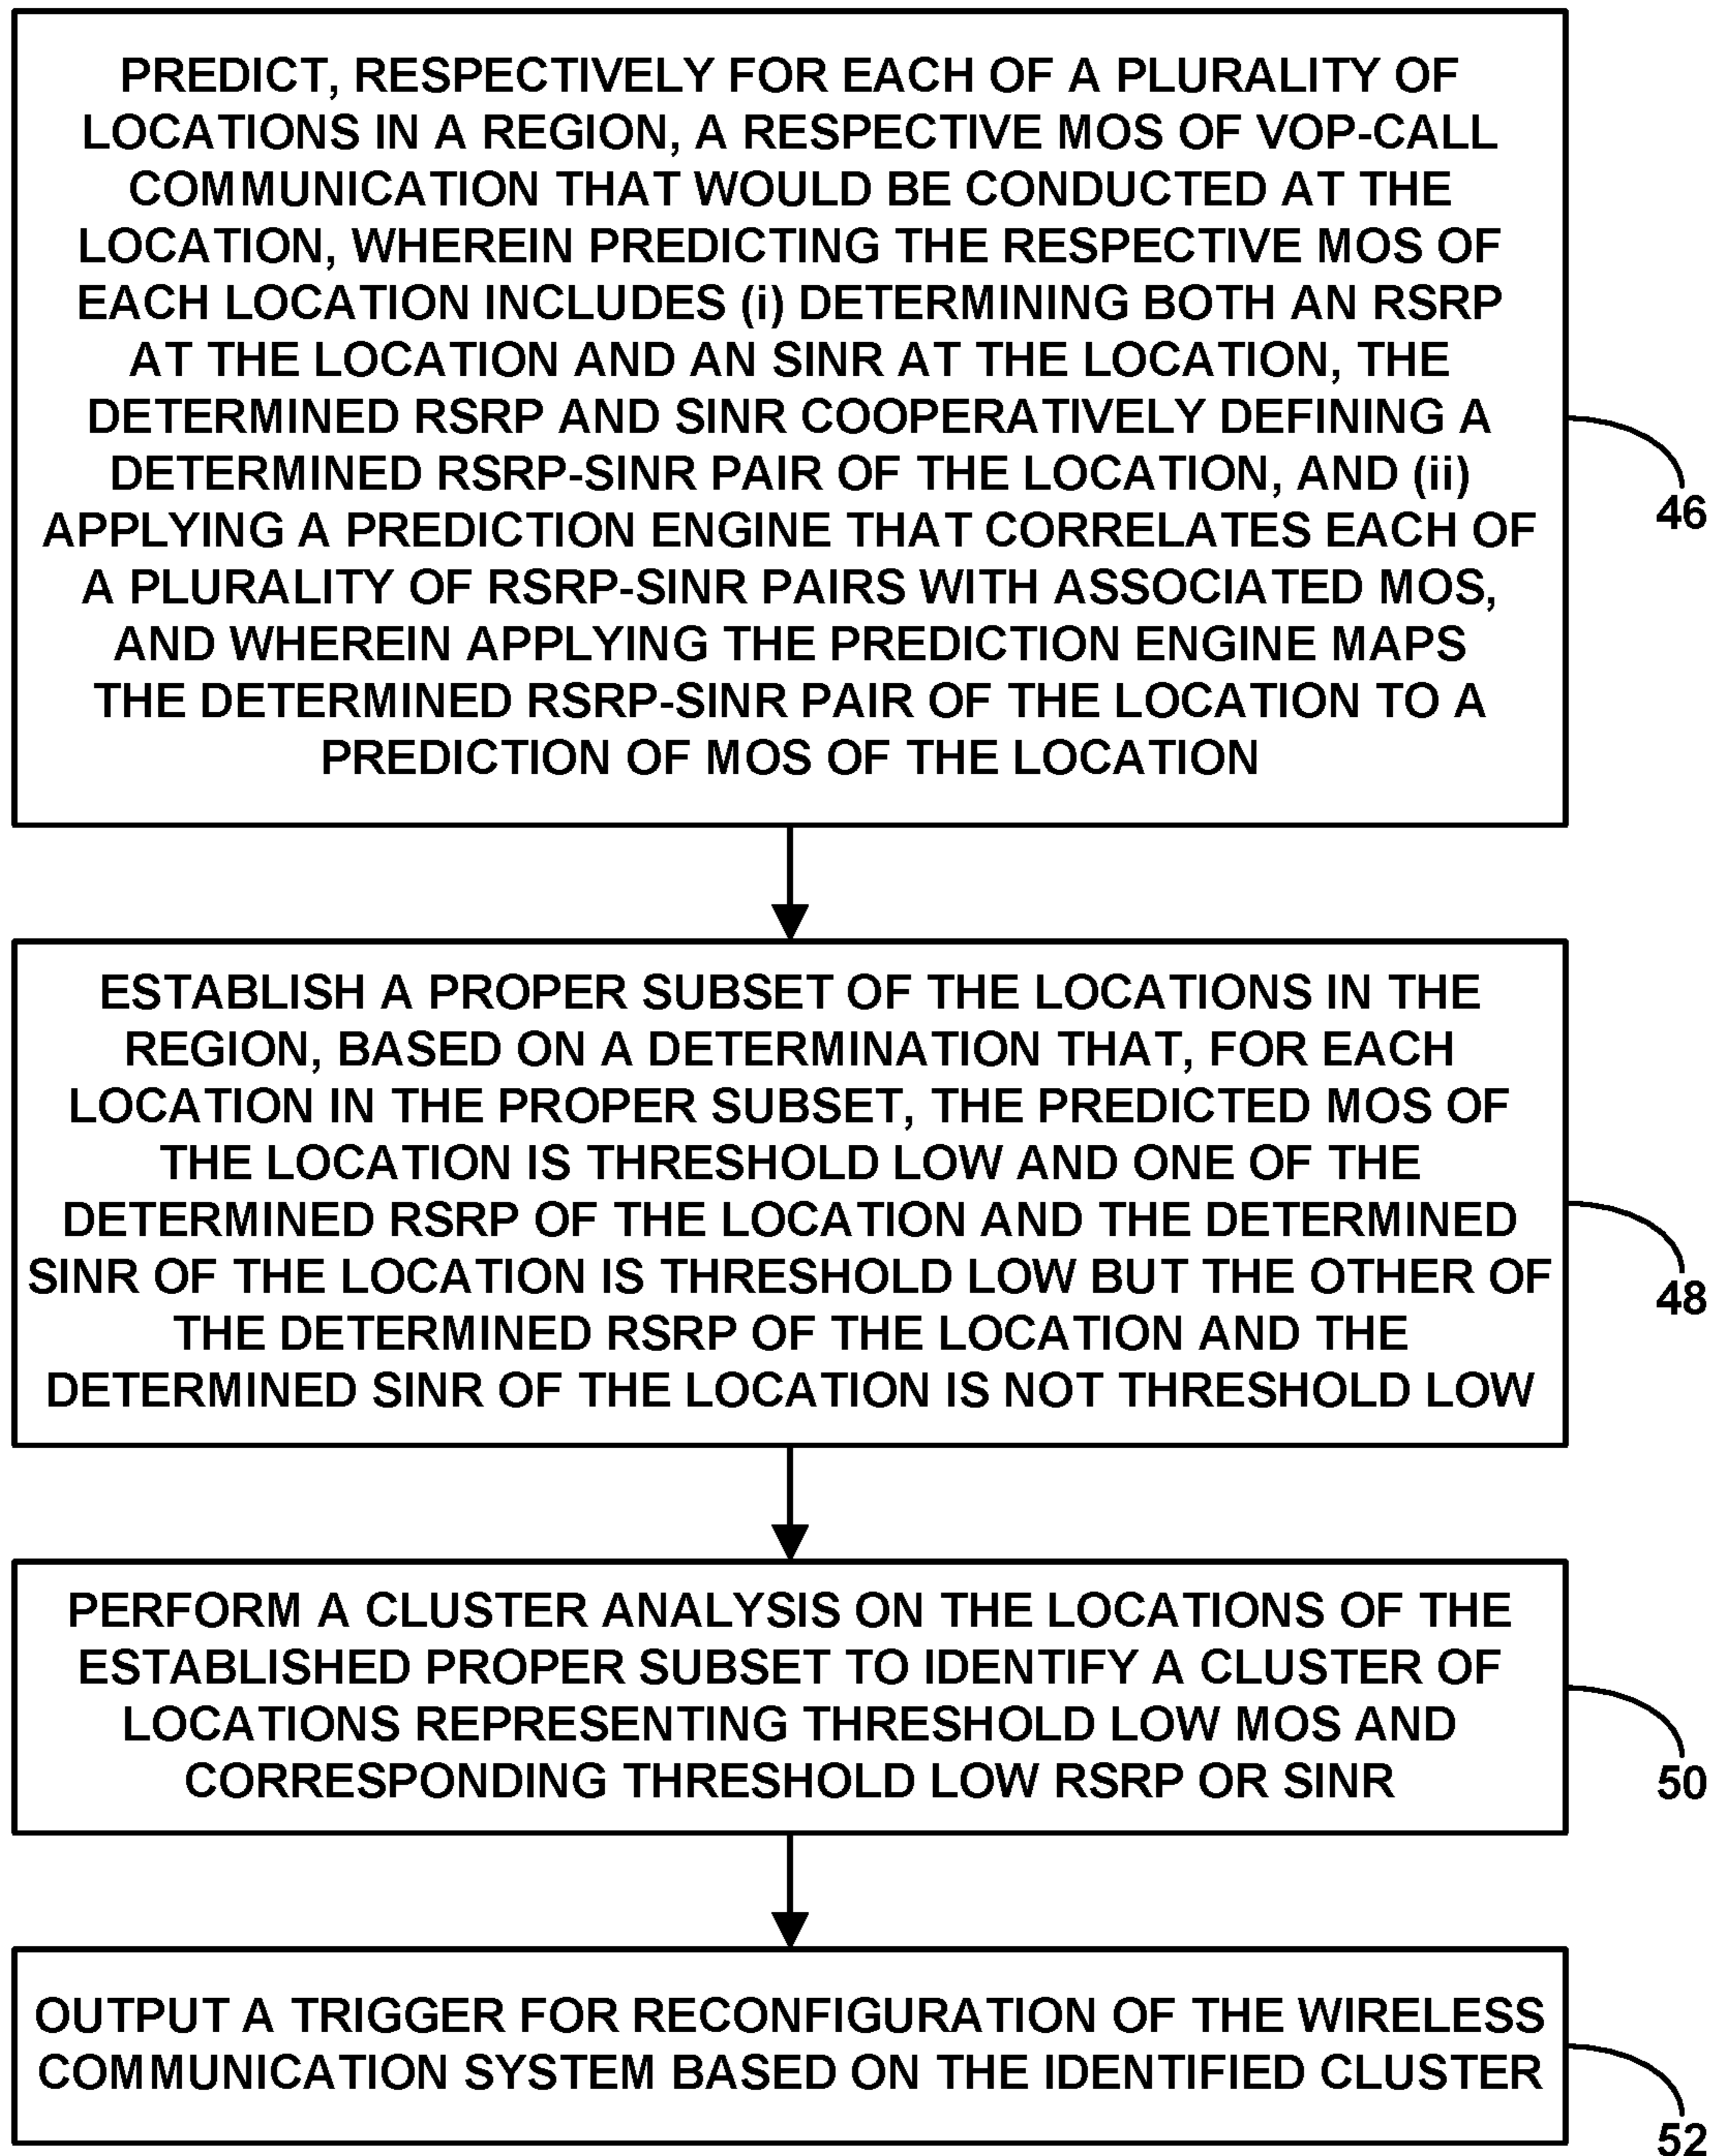 PREDICT, RESPECTIVELY FOR EACH OF A PLURALITY OF
LOCATIONS IN A REGION, A RESPECTIVE MOS OF VOP-CALL
COMMUNICATION THAT WOULD BE CONDUCTED AT THE
LOCATION, WHEREIN PREDICTING THE RESPECTIVE MOS OF
EACH LOCATION INCLUDES (i) DETERMINING BOTH AN RSRP
AT THE LOCATION AND AN SINR AT THE LOCATION, THE
DETERMINED RSRP AND SINR COOPERATIVELY DEFINING A
DETERMINED RSRP-SINR PAIR OF THE LOCATION, AND (ii)
APPLYING A PREDICTION ENGINE THAT CORRELATES EACH OF
A PLURALITY OF RSRP-SINR PAIRS WITH ASSOCIATED MOS,
AND WHEREIN APPLYING THE PREDICTION ENGINE MAPS
THE DETERMINED RSRP-SINR PAIR OF THE LOCATION TO A
PREDICTION OF MOS OF THE LOCATION
46
ESTABLISH A PROPER SUBSET OF THE LOCATIONS IN THE
REGION, BASED ON A DETERMINATION THAT, FOR EACH
LOCATION IN THE PROPER SUBSET, THE PREDICTED MOS OF
THE LOCATION IS THRESHOLD LOW AND ONE OF THE
DETERMINED RSRP OF THE LOCATION AND THE DETERMINED
SINR OF THE LOCATION IS THRESHOLD LOW BUT THE OTHER OF
THE DETERMINED RSRP OF THE LOCATION AND THE
DETERMINED SINR OF THE LOCATION IS NOT THRESHOLD LOW
48
PERFORM A CLUSTER ANALYSIS ON THE LOCATIONS OF THE
ESTABLISHED PROPER SUBSET TO IDENTIFY A CLUSTER OF
LOCATIONS REPRESENTING THRESHOLD LOW MOS AND
CORRESPONDING THRESHOLD LOW RSRP OR SINR
50
OUTPUT A TRIGGER FOR RECONFIGURATION OF THE WIRELESS
COMMUNICATION SYSTEM BASED ON THE IDENTIFIED CLUSTER
52